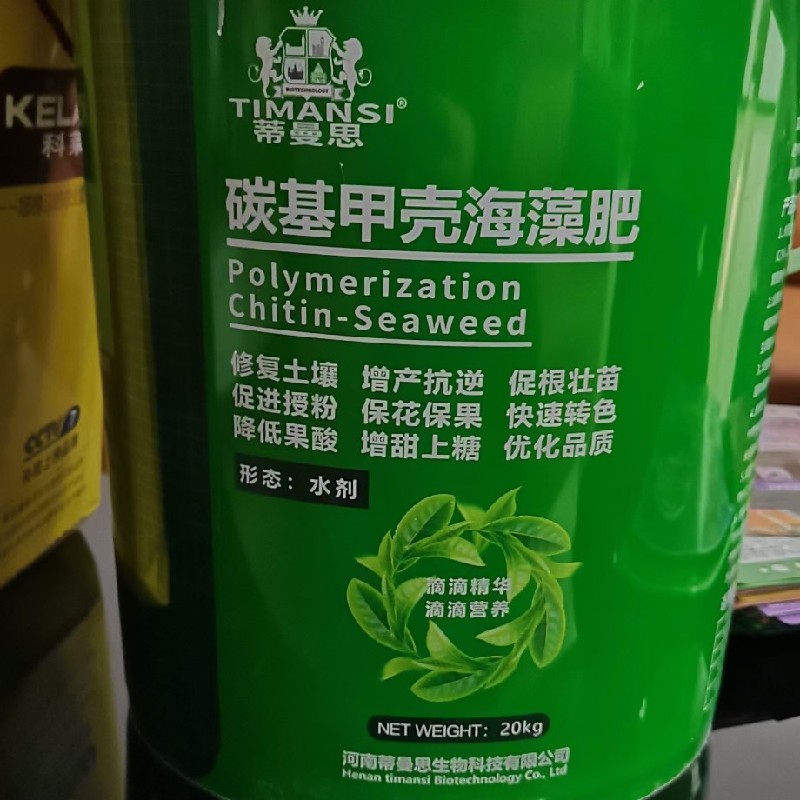 BIOTECHNOLOGY
TIMANSI®
蒂曼思
碳基甲壳海藻肥
Polymerization
Chitin-Seaweed
修复土壤 增产抗逆 促根壮苗
促进授粉 保花保果 快速转色
降低果酸 增甜上糖 优化品质
形态：水剂
滴滴精华
滴滴营养
NET WEIGHT: 20kg
河南蒂曼思生物科技有限公司
Henan timansi Biotechnology Co., Ltd
KELA
科莱
CCTV 7